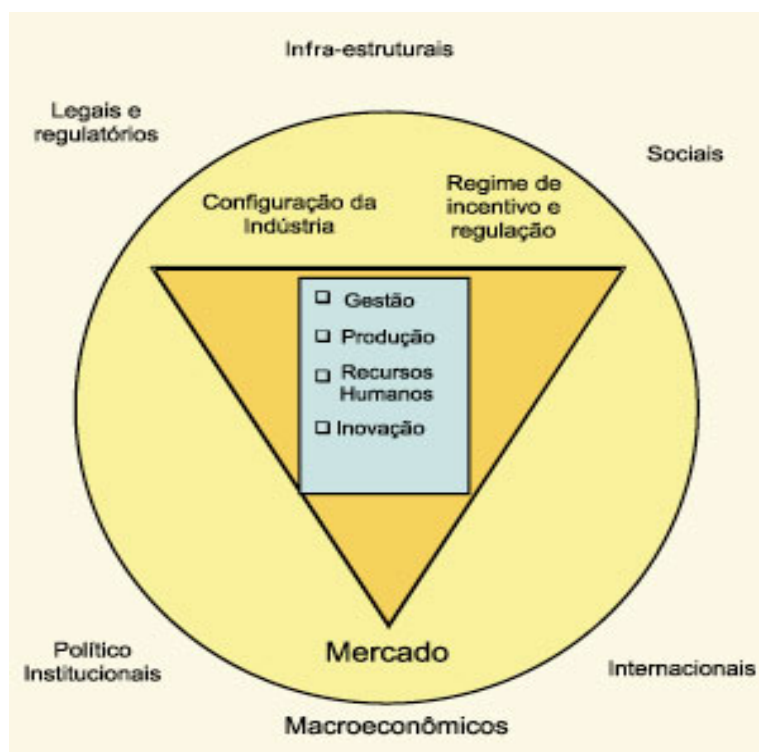 Infra-estruturais
Legais e
regulatórios
Sociais
Configuração da
Indústria
Regime de
incentivo e
regulação
Gestão
Produção
Recursos
Humanos
Inovação
Mercado
Político
Institucionais
Internacionais
Macroeconômicos